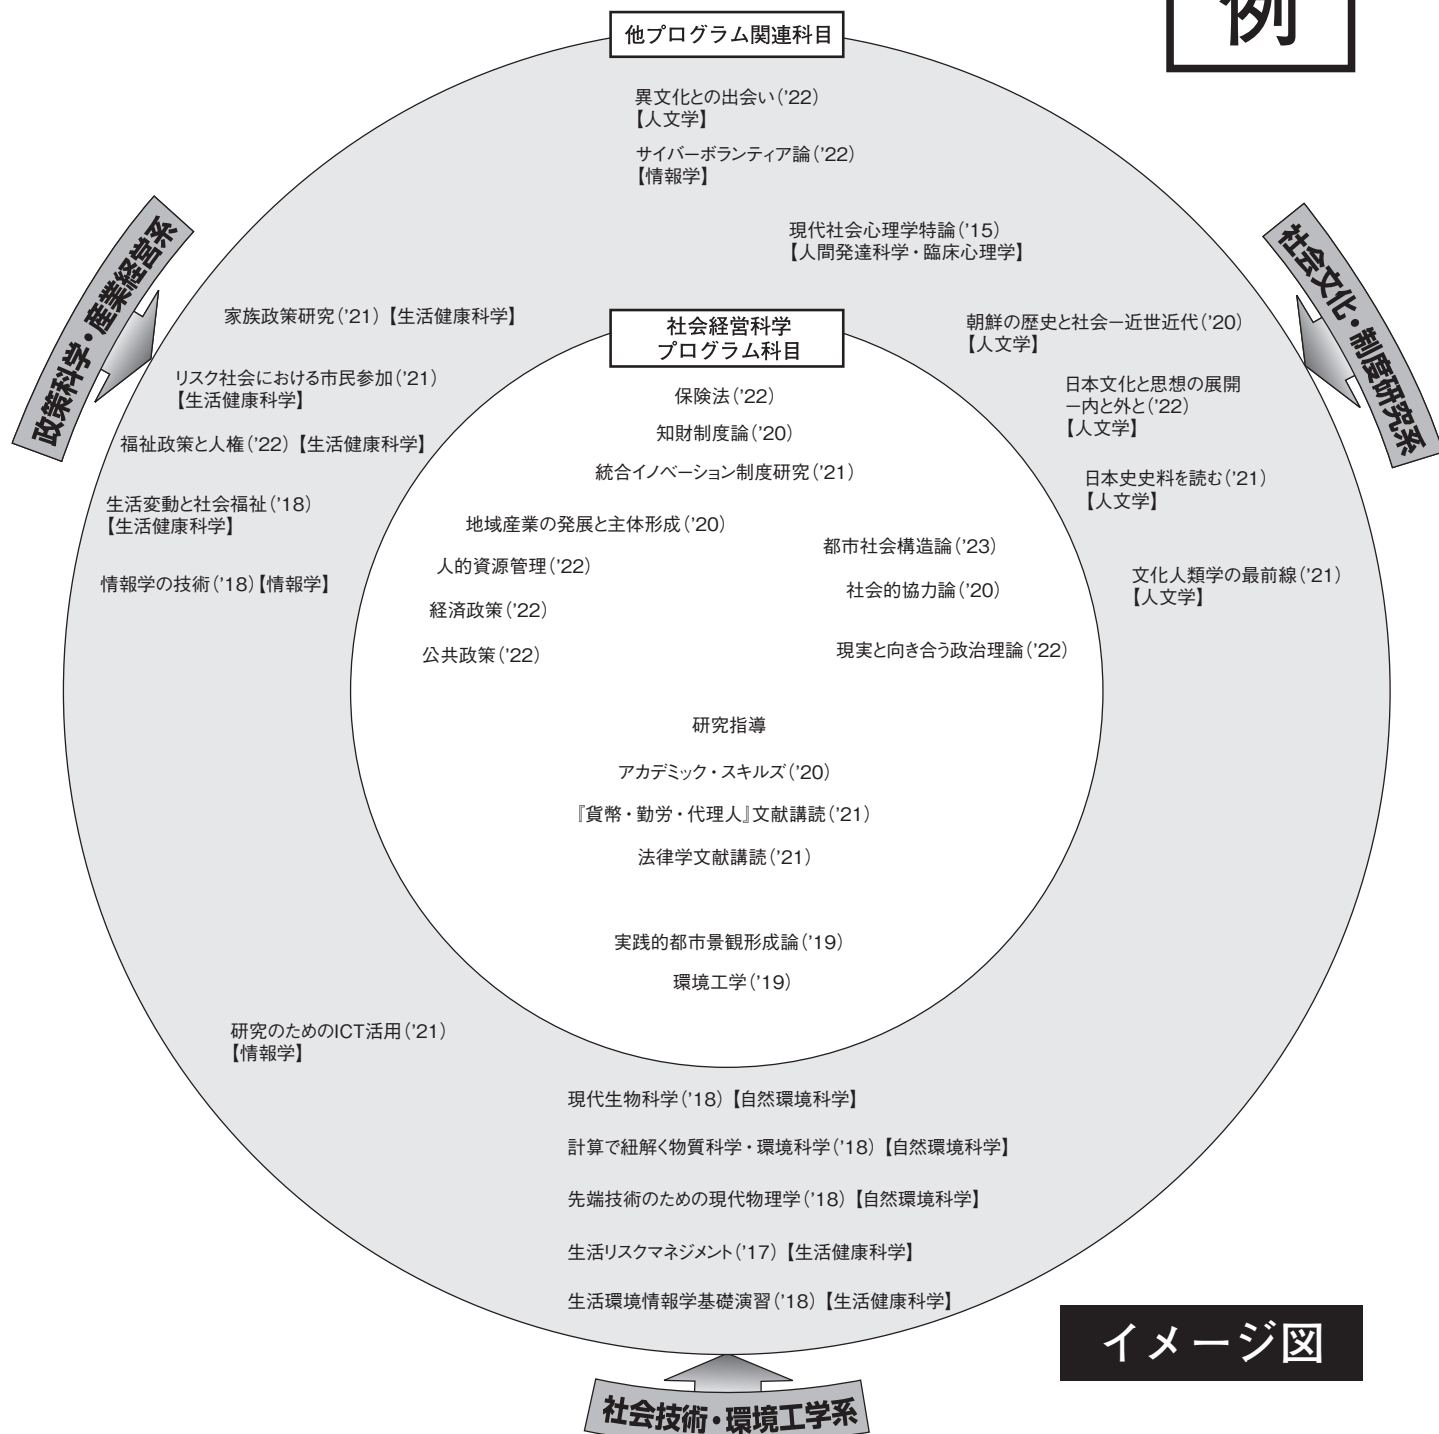 例
他プログラム関連科目
異文化との出会い('22)
【人文学】
サイバーボランティア論('22)
【情報学】
現代社会心理学特論('15)
【人間発達科学・臨床心理学】
政策科学・産業経営系
社会文化・制度研究系
家族政策研究('21)【生活健康科学】
リスク社会における市民参加('21)
【生活健康科学】
福祉政策と人権('22)【生活健康科学】
生活変動と社会福祉('18)
【生活健康科学】
情報学の技術('18)【情報学】
朝鮮の歴史と社会−近世近代('20)
【人文学】
日本文化と思想の展開
−内と外と('22)
【人文学】
日本史史料を読む('21)
【人文学】
文化人類学の最前線('21)
【人文学】
社会経営科学
プログラム科目
保険法('22)
知財制度論('20)
統合イノベーション制度研究('21)
地域産業の発展と主体形成('20)
人的資源管理('22)
経済政策('22)
公共政策('22)
都市社会構造論('23)
社会的協力論('20)
現実と向き合う政治理論('22)
研究指導
アカデミック・スキルズ('20)
『貨幣・勤労・代理人』文献講読('21)
法律学文献講読('21)
実践的都市景観形成論('19)
環境工学('19)
研究のためのICT活用('21)
【情報学】
現代生物科学('18)【自然環境科学】
計算で紐解く物質科学・環境科学('18)【自然環境科学】
先端技術のための現代物理学('18)【自然環境科学】
生活リスクマネジメント('17)【生活健康科学】
生活環境情報学基礎演習('18)【生活健康科学】
イメージ図
社会技術・環境工学系